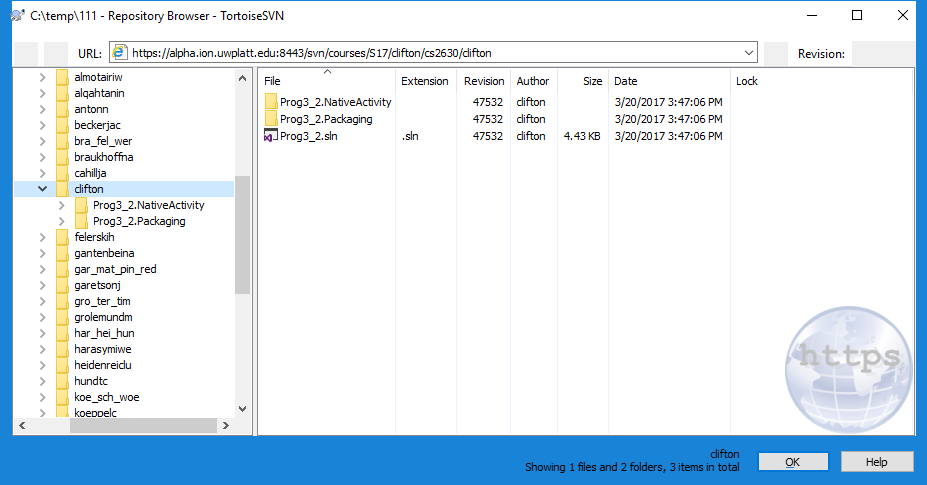 C:\temp\111 - Repository Browser - TortoiseSVN
URL: https://alpha.ion.uwplatt.edu:8443/svn/courses/S17/clifton/cs2630/clifton Revision:
almotairiw
alqahtanin
antonn
beckerjac
bra_fel_wer
braukhoffna
cahillja
clifton
Prog3_2.NativeActivity
Prog3_2.Packaging
felerskih
gantenbeina
gar_mat_pin_red
garetsonj
gro_ter_tim
grolemundm
har_hei_hun
harasymiwe
heidenreiclu
hundtc
koe_sch_woe
koeppelc
File Extension Revision Author Size Date Lock
Prog3_2.NativeActivity 47532 clifton 3/20/2017 3:47:06 PM
Prog3_2.Packaging 47532 clifton 3/20/2017 3:47:06 PM
Prog3_2.sln .sln 47532 clifton 4.43 KB 3/20/2017 3:47:06 PM
https
clifton
Showing 1 files and 2 folders, 3 items in total
OK Help